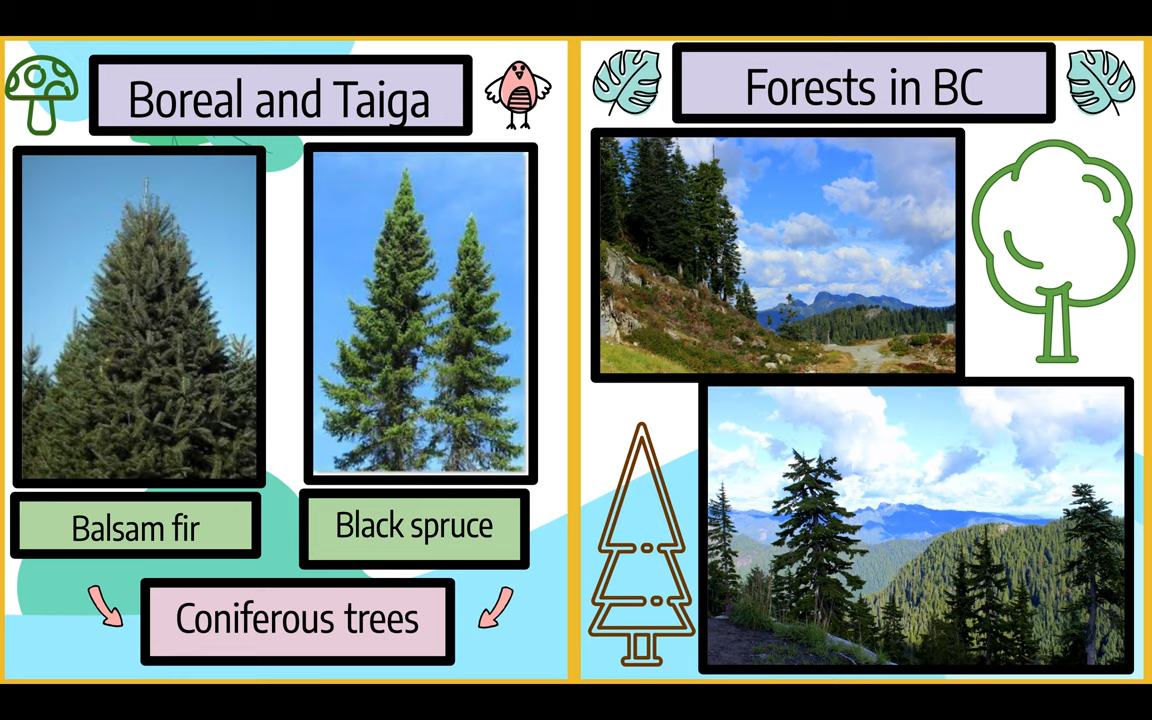 Boreal and Taiga
Balsam fir
Black spruce
Coniferous trees
Forests in BC